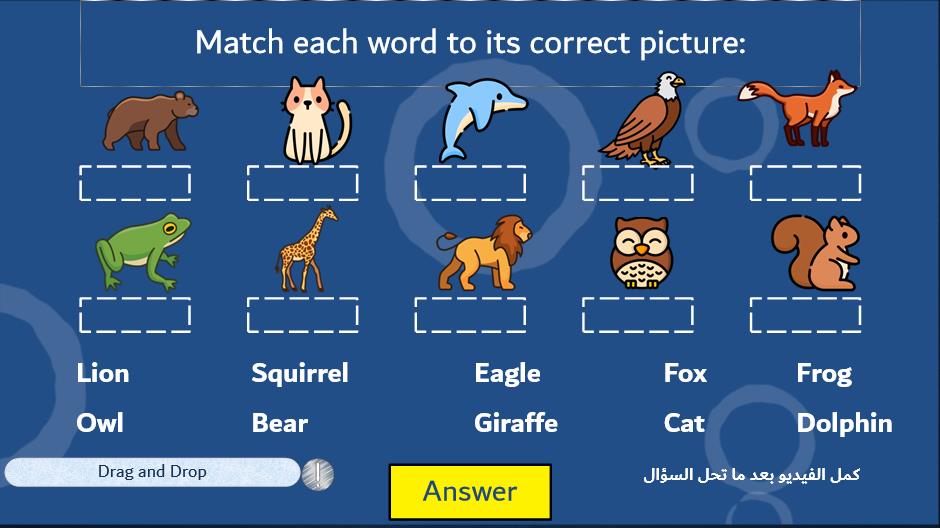 Match each word to its correct picture:
Lion Squirrel Eagle Fox Frog
Owl Bear Giraffe Cat Dolphin
Drag and Drop
!
Answer
كمل الفيديو بعد ما تحل السؤال